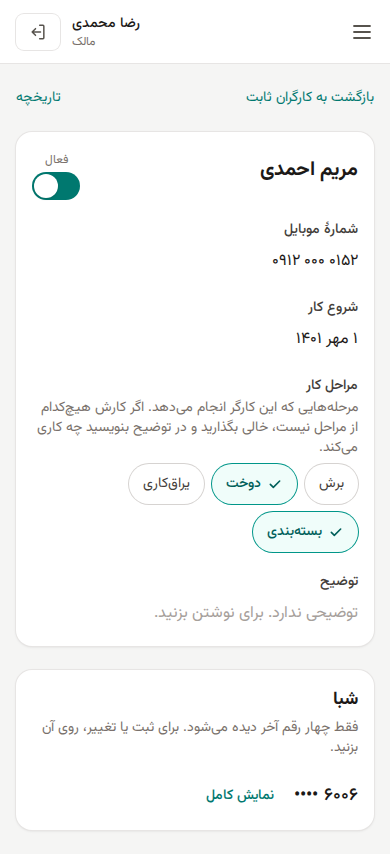 رضا محمدی
مالک
بازگشت به کارگران ثابت
تاریخچه
مریم احمدی
فعال
شمارهٔ موبایل
۰۹۱۲ ۰۰۰ ۰۱۵۲
شروع کار
۱ مهر ۱۴۰۱
مراحل کار
مرحله‌هایی که این کارگر انجام می‌دهد. اگر کارش هیچ‌کدام
از مراحل نیست، خالی بگذارید و در توضیح بنویسید چه کاری
می‌کند.
برش
دوخت
یراق‌کاری
بسته‌بندی
توضیح
توضیحی ندارد. برای نوشتن بزنید.
شبا
فقط چهار رقم آخر دیده می‌شود. برای ثبت یا تغییر، روی آن
بزنید.
•••• ۶۰۰۶
نمایش کامل